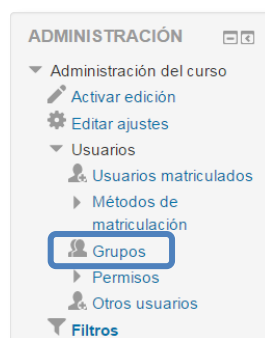 ADMINISTRACIÓN
Administración del curso
Activar edición
Editar ajustes
Usuarios
Usuarios matriculados
Métodos de
matriculación
Grupos
Permisos
Otros usuarios
Filtros